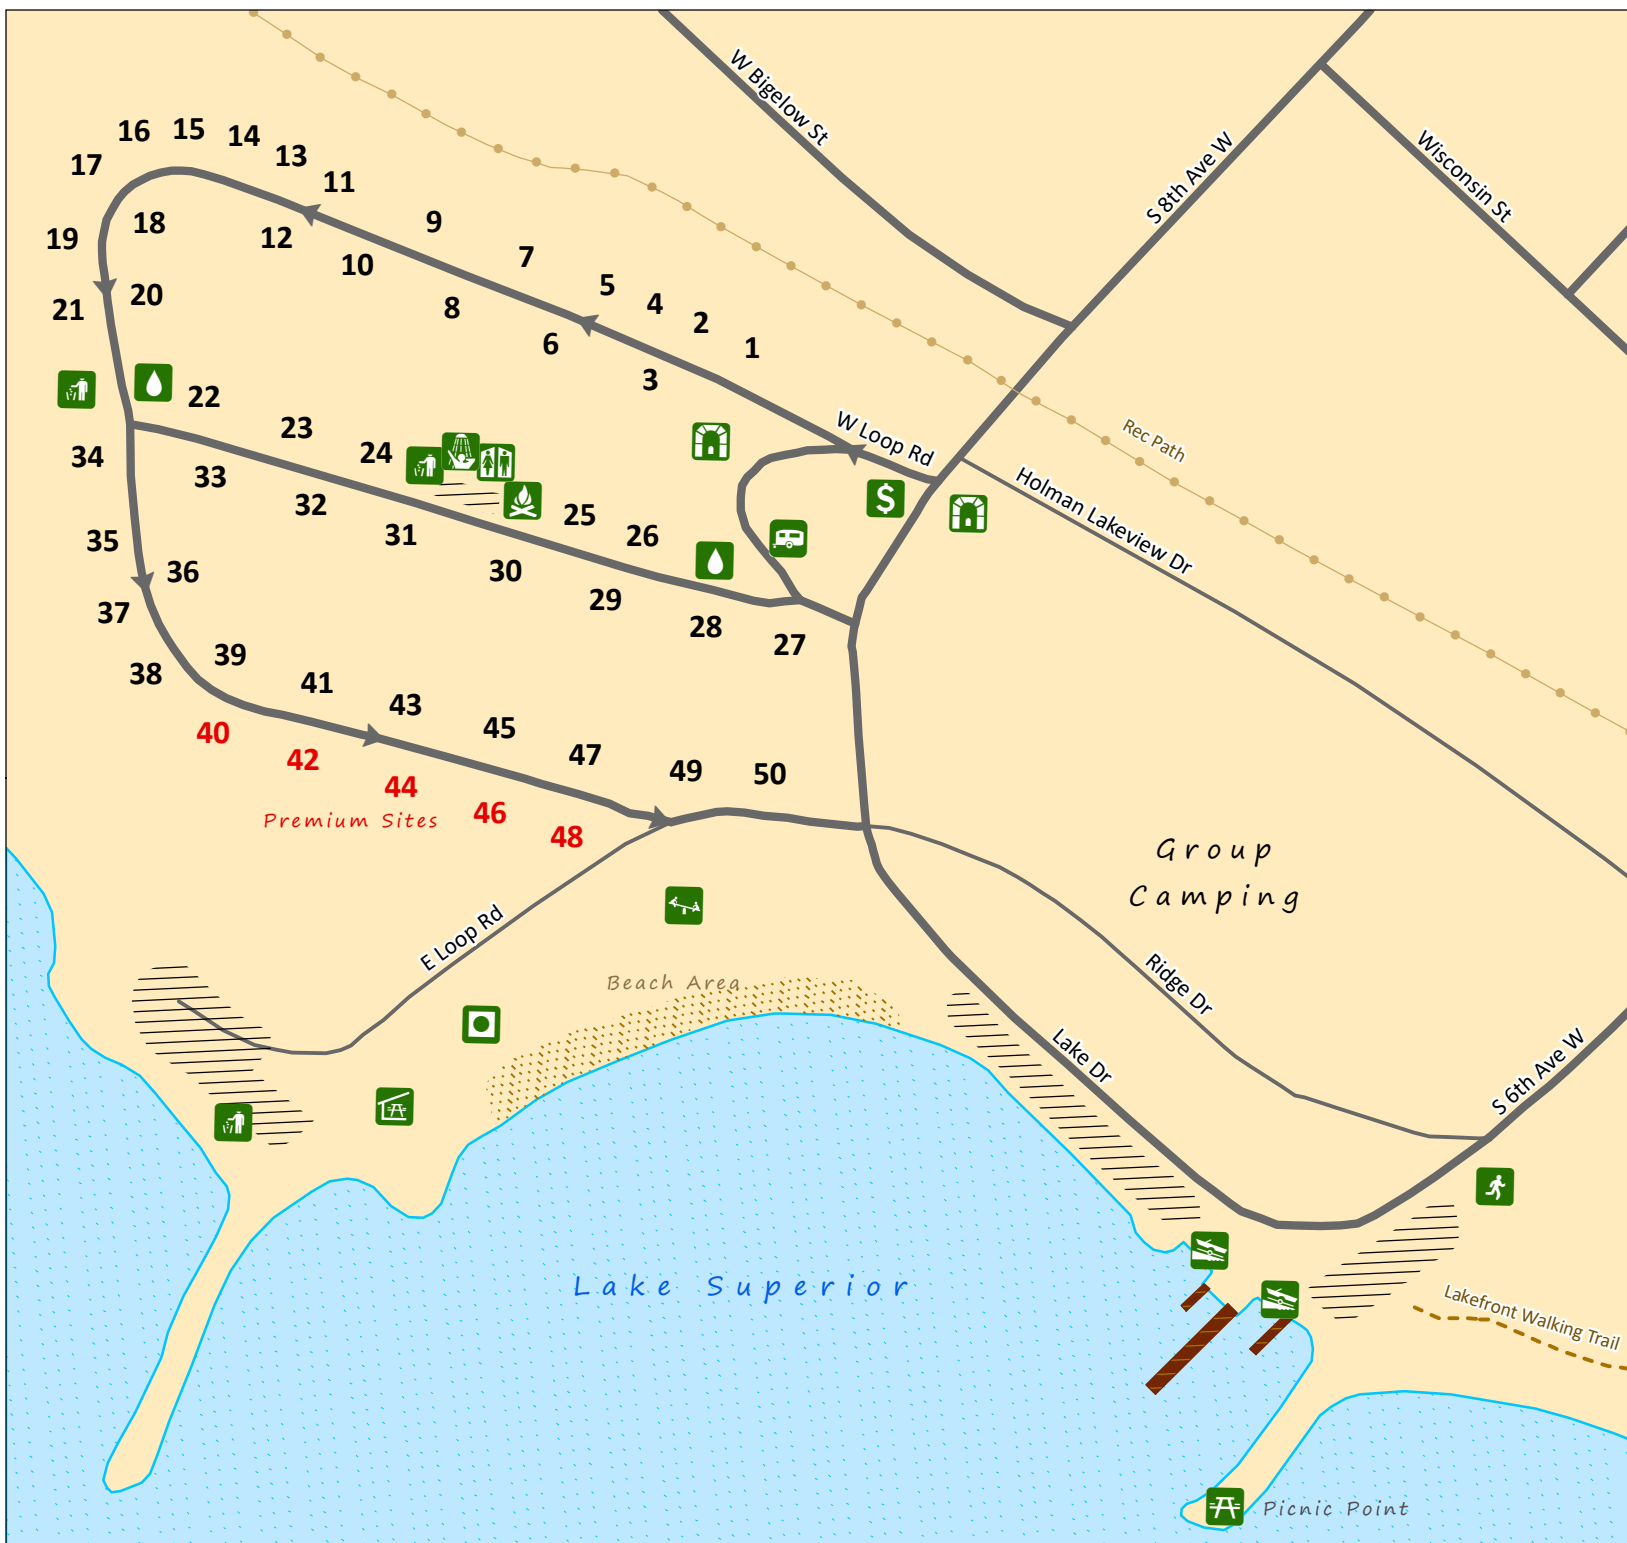 W Bigelow St
S 8th Ave W
Wisconsin St
16 15 14
17 13 11
19 18 12 10 9 7
21 20 8 5 4 2 1
6 3
W Loop Rd
Rec Path
22 23 24
34 33 32 31 25 26
$
Holman Lakeview Dr
35 36 30 29 28 27
37 38 39 41 43 45 47 49 50
40 42 44 46 48
Premium Sites
Group
Camping
E Loop Rd
Beach Area
Ridge Dr
Lake Dr
S 6th Ave W
Lake Superior
Lakefront Walking Trail
Picnic Point